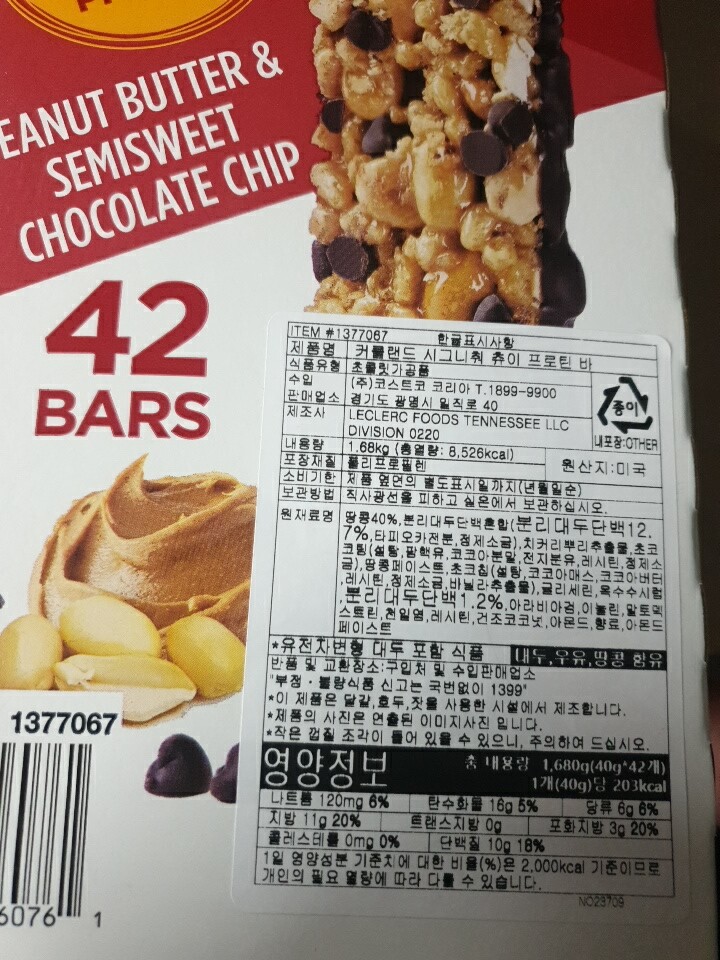 EANUT BUTTER &
SEMISWEET
CHOCOLATE CHIP
42
BARS
ITEM #1377067 한글표시사항
제품명 커클랜드 시그니춰 츄이 프로틴 바
식품유형 초콜릿가공품
수입 (주)코스트코 코리아 T.1899-9900
판매업소 경기도 광명시 일직로 40
제조사 LECLERC FOODS TENNESSEE LLC
DIVISION 0220
종이
내포장:OTHER
내용량 1.68kg (총열량: 8,526kcal)
포장재질 폴리프로필렌 원산지:미국
소비기한 제품 옆면의 별도표시일까지(년월일순)
보관방법 직사광선을 피하고 실온에서 보관하십시오.
원재료명 땅콩40%,분리대두단백혼합(분리대두단백12.
7%,타피오카전분,정제소금),치커리뿌리추출물,초코
코팅(설탕,팜핵유,코코아분말,전지분유,레시틴,정제소
금),땅콩페이스트,초코칩(설탕,코코아매스,코코아버터
,레시틴,정제소금,바닐라추출물),글리세린,옥수수시럽
,분리대두단백1.2%,아라비아검,이눌린,말토덱
스트린,천일염,레시틴,건조코코넛,아몬드,향료,아몬드
페이스트
*유전자변형 대두 포함 식품 대두,우유,땅콩 함유
반품 및 교환장소:구입처 및 수입판매업소
"부정·불량식품 신고는 국번없이 1399"
*이 제품은 달걀,호두,잣을 사용한 시설에서 제조합니다.
*제품의 사진은 연출된 이미지사진 입니다.
*작은 껍질 조각이 들어 있을 수 있으니, 주의하여 드십시오.
영양정보 총 내용량 1,680g(40g*42개)
1개(40g)당 203kcal
나트륨 120mg 6% 탄수화물 16g 5% 당류 6g 6%
지방 11g 20% 트랜스지방 0g 포화지방 3g 20%
콜레스테롤 0mg 0% 단백질 10g 18%
1일 영양성분 기준치에 대한 비율(%)은 2,000kcal 기준이므로
개인의 필요 열량에 따라 다를 수 있습니다.
NO23709
1377067
6076 1